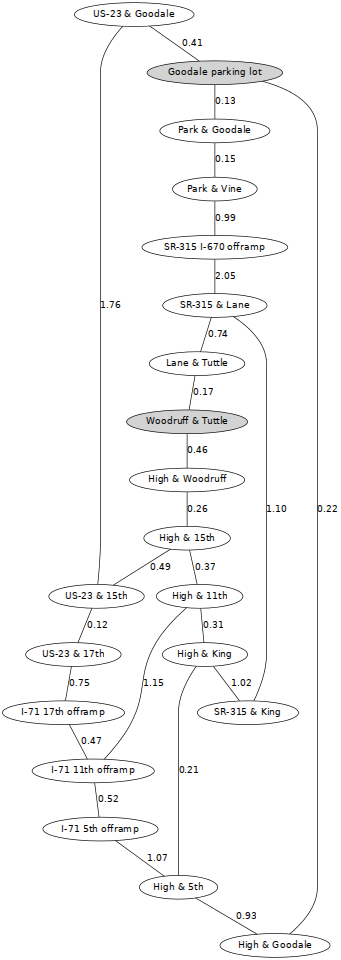 US-23 & Goodale
0.41
Goodale parking lot
0.13
Park & Goodale
0.15
Park & Vine
0.99
SR-315 I-670 offramp
2.05
1.76
SR-315 & Lane
0.74
Lane & Tuttle
0.17
Woodruff & Tuttle
0.46
High & Woodruff
0.26
1.10
0.22
High & 15th
0.49
0.37
US-23 & 15th
High & 11th
0.12
0.31
US-23 & 17th
High & King
0.75
1.15
1.02
I-71 17th offramp
SR-315 & King
0.47
I-71 11th offramp
0.21
0.52
I-71 5th offramp
1.07
High & 5th
0.93
High & Goodale